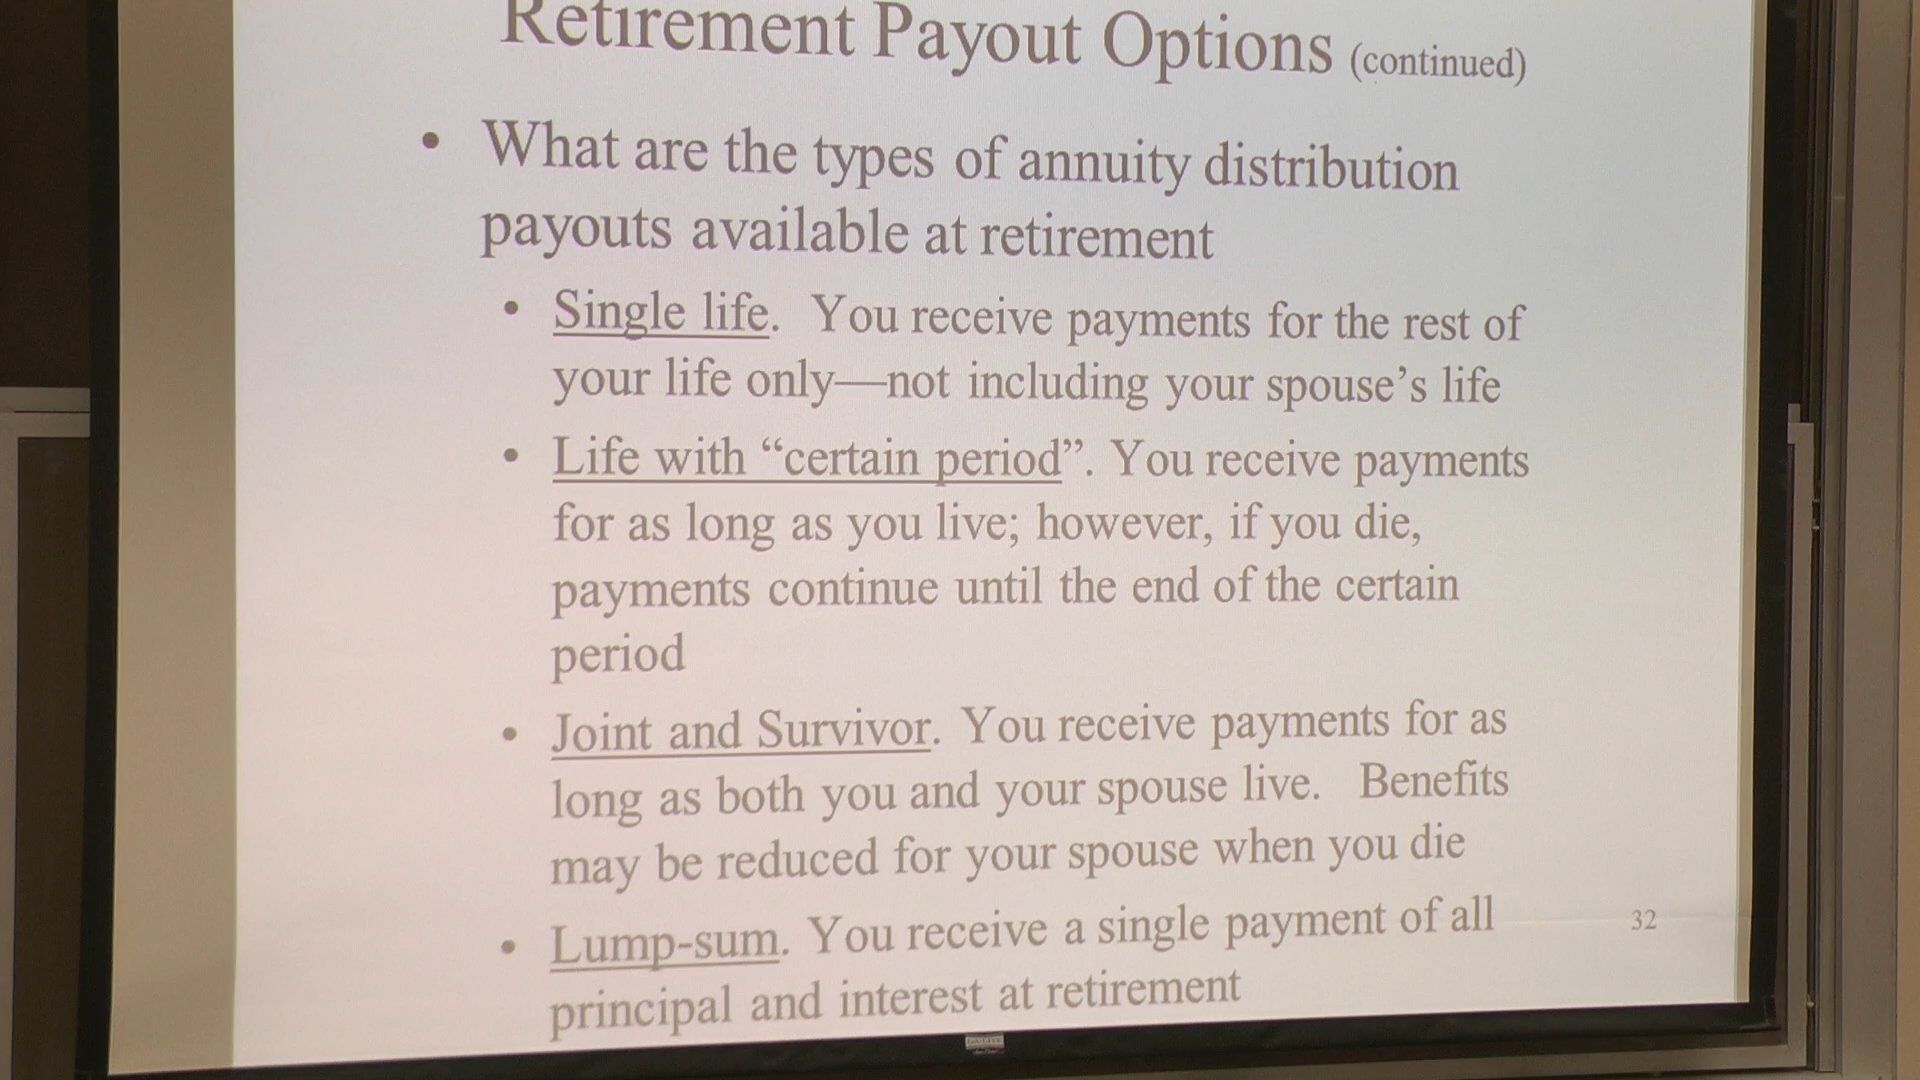 Retirement Payout Options (continued)
• What are the types of annuity distribution
payouts available at retirement
• Single life. You receive payments for the rest of
your life only—not including your spouse's life
• Life with “certain period”. You receive payments
for as long as you live; however, if you die,
payments continue until the end of the certain
period
• Joint and Survivor. You receive payments for as
long as both you and your spouse live. Benefits
may be reduced for your spouse when you die
• Lump-sum. You receive a single payment of all
principal and interest at retirement
32